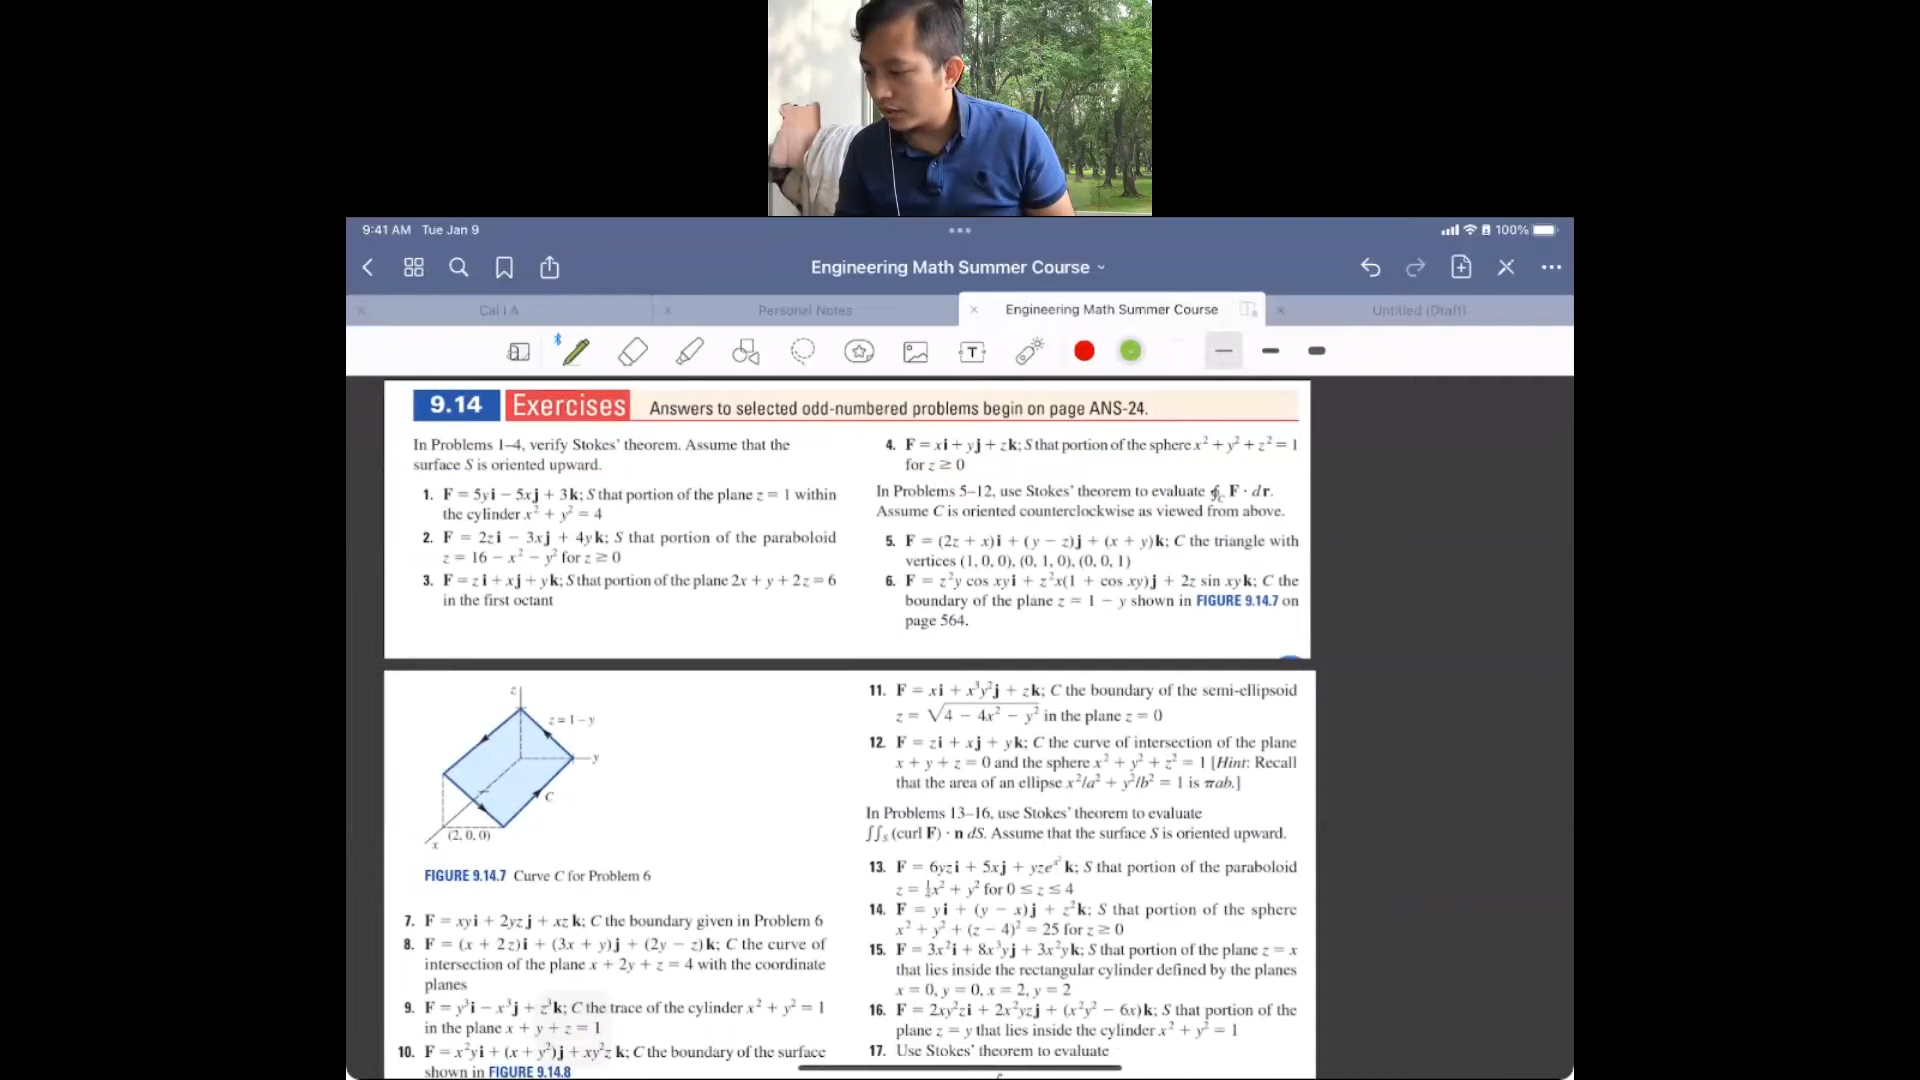 9:41 AM Tue Jan 9
100%
Engineering Math Summer Course
Cal I A
Personal Notes
Engineering Math Summer Course
Untitled (Draft)
T
9.14 Exercises Answers to selected odd-numbered problems begin on page ANS-24.
In Problems 1–4, verify Stokes' theorem. Assume that the
surface S is oriented upward.
1. F = 5yi − 5xj + 3k; S that portion of the plane z = 1 within
the cylinder x² + y² = 4
2. F = 2zi − 3xj + 4yk; S that portion of the paraboloid
z = 16 − x² − y² for z ≥ 0
3. F = zi + xj + yk; S that portion of the plane 2x + y + 2z = 6
in the first octant
4. F = xi + yj + zk; S that portion of the sphere x² + y² + z² = 1
for z ≥ 0
In Problems 5–12, use Stokes' theorem to evaluate ∮C F · dr.
Assume C is oriented counterclockwise as viewed from above.
5. F = (2z + x)i + (y − z)j + (x + y)k; C the triangle with
vertices (1, 0, 0), (0, 1, 0), (0, 0, 1)
6. F = z²y cos xyi + z²x(1 + cos xy)j + 2z sin xyk; C the
boundary of the plane z = 1 − y shown in FIGURE 9.14.7 on
page 564.
z
z = 1 − y
y
C
(2, 0, 0)
x
FIGURE 9.14.7 Curve C for Problem 6
7. F = xyi + 2yzj + xzk; C the boundary given in Problem 6
8. F = (x + 2z)i + (3x + y)j + (2y − z)k; C the curve of
intersection of the plane x + 2y + z = 4 with the coordinate
planes
9. F = y³i − x³j + z³k; C the trace of the cylinder x² + y² = 1
in the plane x + y + z = 1
10. F = x²yi + (x + y²)j + xy²z k; C the boundary of the surface
shown in FIGURE 9.14.8
11. F = xi + x³y²j + zk; C the boundary of the semi-ellipsoid
z = √(4 − 4x² − y²) in the plane z = 0
12. F = zi + xj + yk; C the curve of intersection of the plane
x + y + z = 0 and the sphere x² + y² + z² = 1 [Hint: Recall
that the area of an ellipse x²/a² + y²/b² = 1 is πab.]
In Problems 13–16, use Stokes' theorem to evaluate
∫∫S (curl F) · n dS. Assume that the surface S is oriented upward.
13. F = 6yzi + 5xj + yze^x² k; S that portion of the paraboloid
z = ¼x² + y² for 0 ≤ z ≤ 4
14. F = yi + (y − x)j + z²k; S that portion of the sphere
x² + y² + (z − 4)² = 25 for z ≥ 0
15. F = 3x²i + 8x³yj + 3x²yk; S that portion of the plane z = x
that lies inside the rectangular cylinder defined by the planes
x = 0, y = 0, x = 2, y = 2
16. F = 2xy²zi + 2x²yzj + (x²y² − 6x)k; S that portion of the
plane z = y that lies inside the cylinder x² + y² = 1
17. Use Stokes' theorem to evaluate